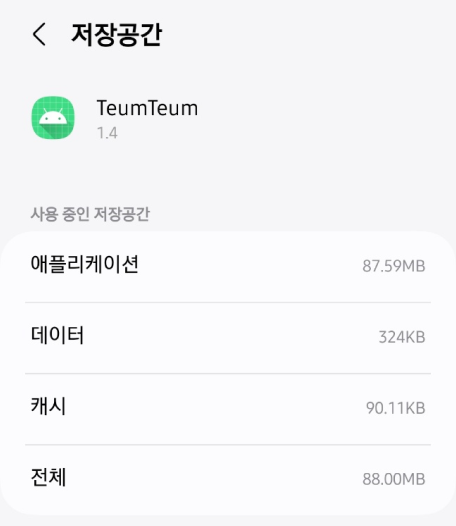 저장공간
TeumTeum
1.4
사용 중인 저장공간
애플리케이션 87.59MB
데이터 324KB
캐시 90.11KB
전체 88.00MB